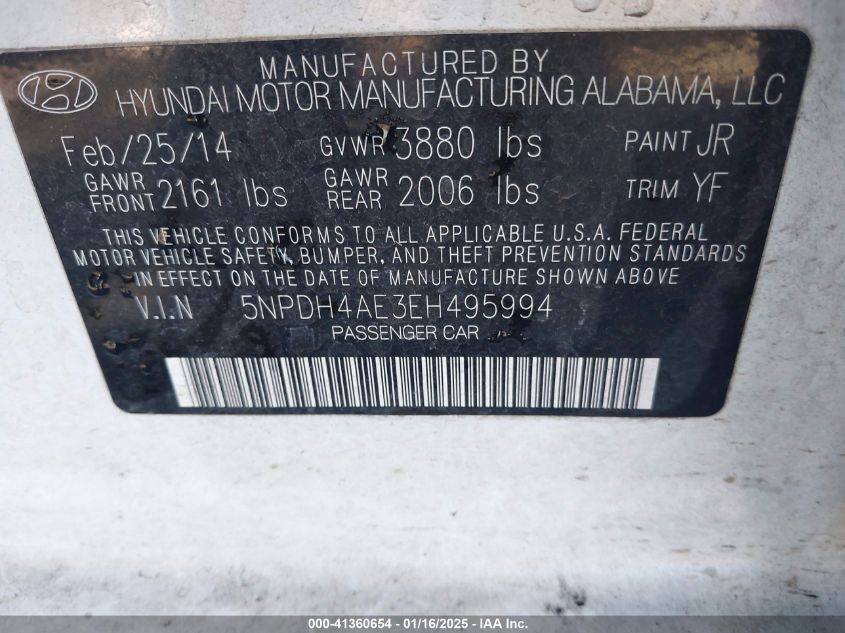 MANUFACTURED BY
HYUNDAI MOTOR MANUFACTURING ALABAMA, LLC
Feb/25/14 GVWR 3880 lbs PAINT JR
GAWR FRONT 2161 lbs GAWR REAR 2006 lbs TRIM YF
THIS VEHICLE CONFORMS TO ALL APPLICABLE U.S.A. FEDERAL
MOTOR VEHICLE SAFETY, BUMPER, AND THEFT PREVENTION STANDARDS
IN EFFECT ON THE DATE OF MANUFACTURE SHOWN ABOVE
V.I.N 5NPDH4AE3EH495994
PASSENGER CAR
000-41360654 - 01/16/2025 - © IAA Inc.